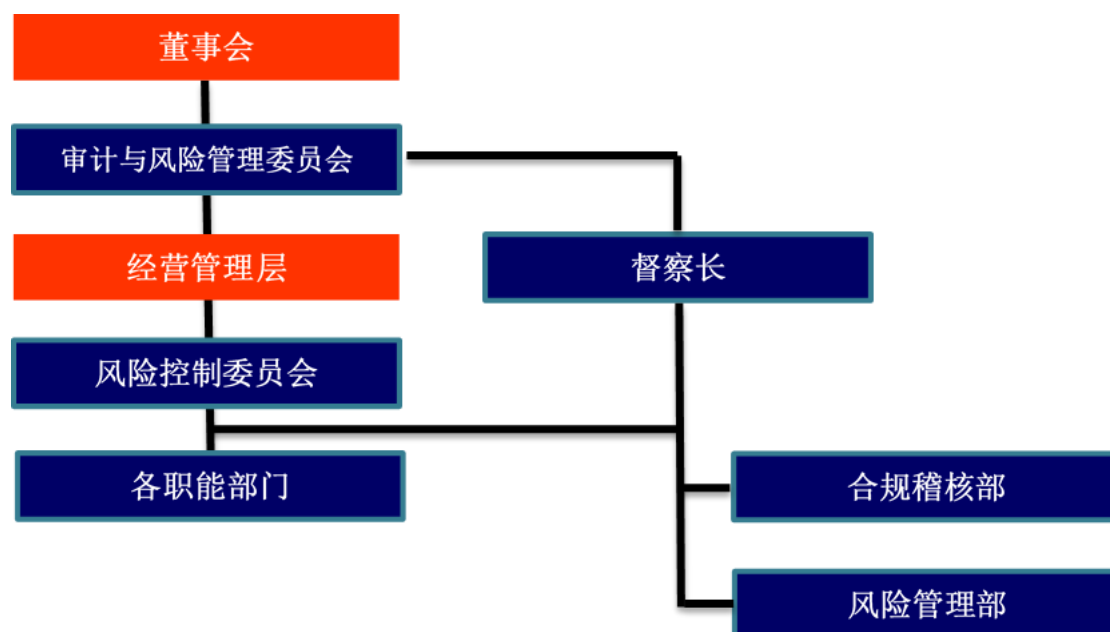 董事会
审计与风险管理委员会
经营管理层
督察长
风险控制委员会
各职能部门
合规稽核部
风险管理部